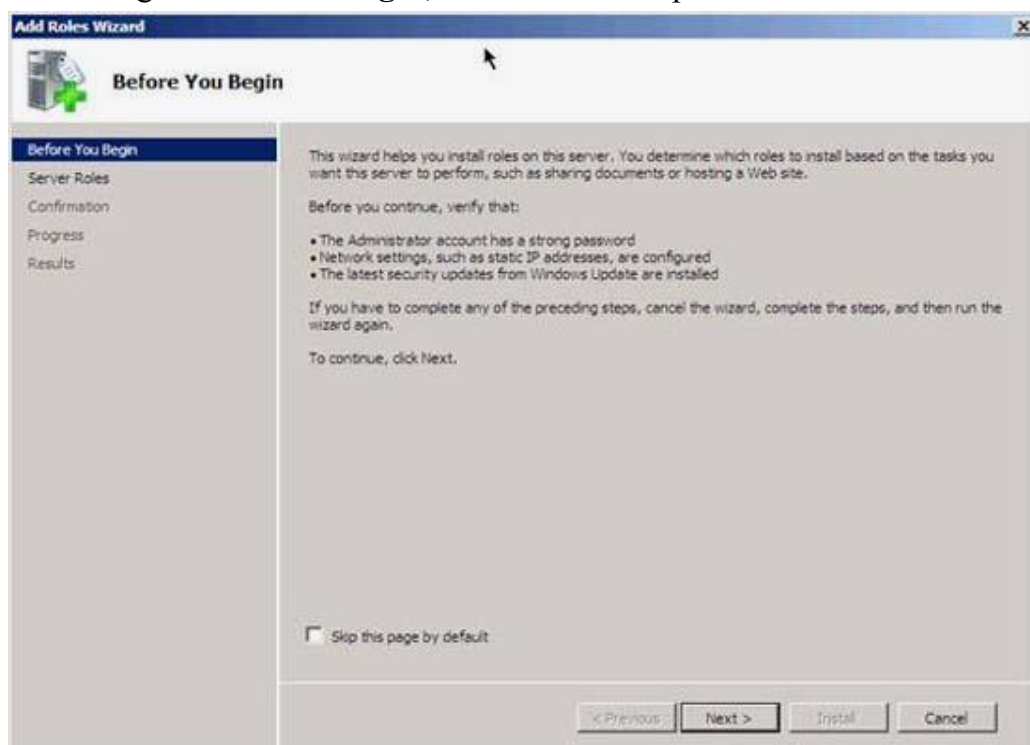 Add Roles Wizard
Before You Begin
Before You Begin
Server Roles
Confirmation
Progress
Results
This wizard helps you install roles on this server. You determine which roles to install based on the tasks you
want this server to perform, such as sharing documents or hosting a Web site.
Before you continue, verify that:
• The Administrator account has a strong password
• Network settings, such as static IP addresses, are configured
• The latest security updates from Windows Update are installed
If you have to complete any of the preceding steps, cancel the wizard, complete the steps, and then run the
wizard again.
To continue, click Next.
Skip this page by default
< Previous Next > Install Cancel